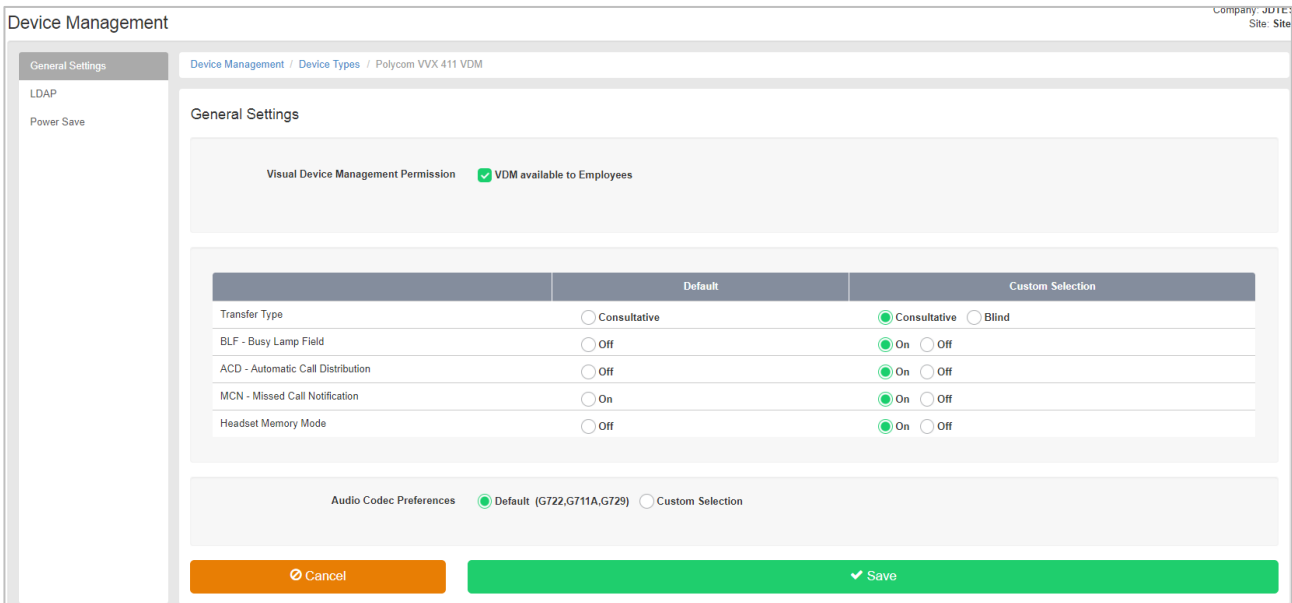 Company: JDTES
Device Management
Site: Site
General Settings
LDAP
Power Save
Device Management / Device Types / Polycom VVX 411 VDM
General Settings
Visual Device Management Permission VDM available to Employees
Default Custom Selection
Transfer Type Consultative Consultative Blind
BLF - Busy Lamp Field Off On Off
ACD - Automatic Call Distribution Off On Off
MCN - Missed Call Notification On On Off
Headset Memory Mode Off On Off
Audio Codec Preferences Default (G722,G711A,G729) Custom Selection
Cancel Save